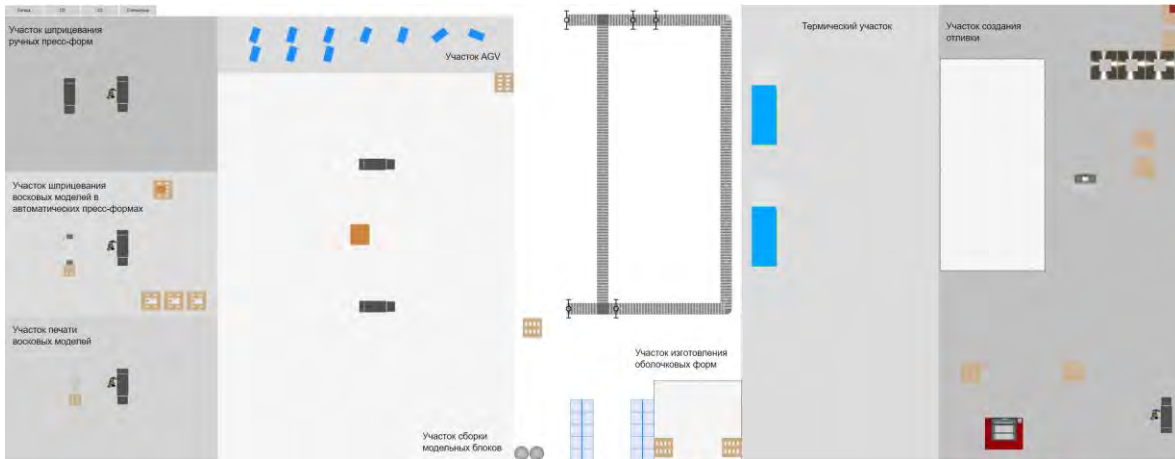 Участок шприцевания
ручных пресс-форм
Участок AGV
Термический участок
Участок создания
отливки
Участок шприцевания
восковых моделей в
автоматических пресс-формах
Участок печати
восковых моделей
Участок изготовления
оболочковых форм
Участок сборки
модельных блоков